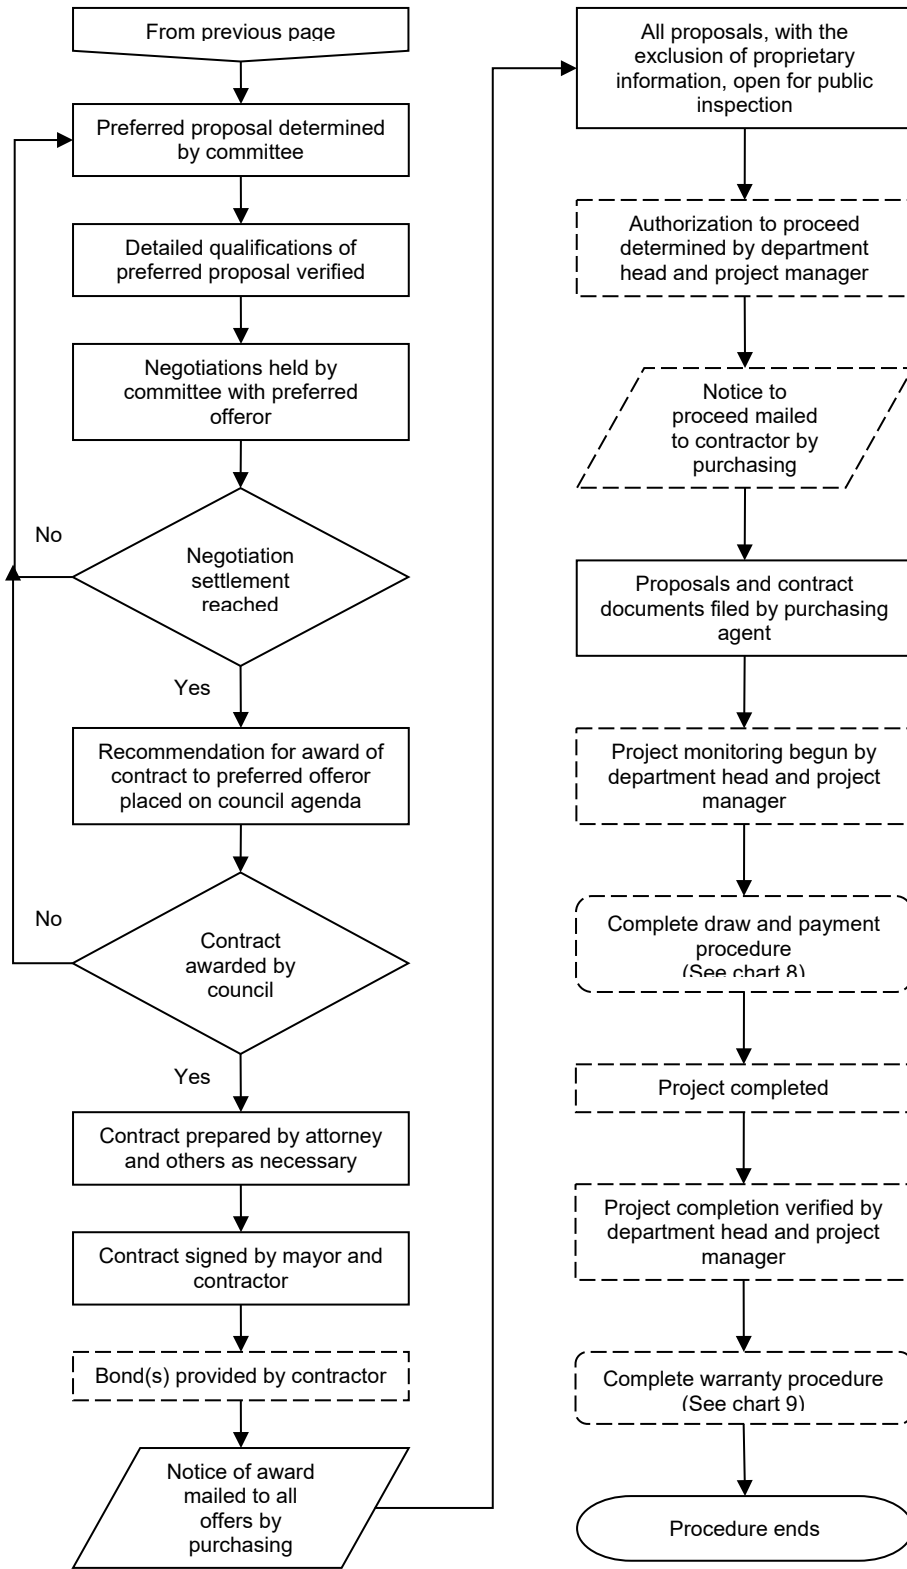 From previous page
Preferred proposal determined
by committee
Detailed qualifications of
preferred proposal verified
Negotiations held by
committee with preferred
offeror
No
Negotiation
settlement
reached
Yes
Recommendation for award of
contract to preferred offeror
placed on council agenda
No
Contract
awarded by
council
Yes
Contract prepared by attorney
and others as necessary
Contract signed by mayor and
contractor
Bond(s) provided by contractor
Notice of award
mailed to all
offers by
purchasing
All proposals, with the
exclusion of proprietary
information, open for public
inspection
Authorization to proceed
determined by department
head and project manager
Notice to
proceed mailed
to contractor by
purchasing
Proposals and contract
documents filed by purchasing
agent
Project monitoring begun by
department head and project
manager
Complete draw and payment
procedure
(See chart 8)
Project completed
Project completion verified by
department head and project
manager
Complete warranty procedure
(See chart 9)
Procedure ends